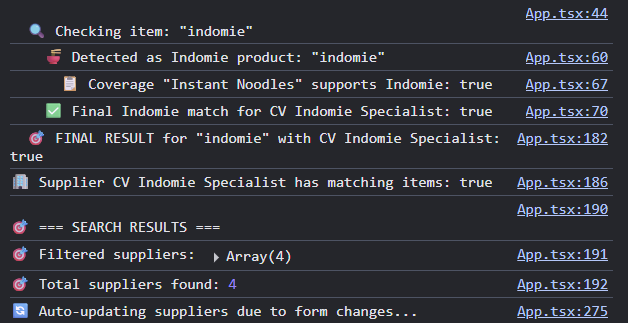 App.tsx:44
🔍 Checking item: "indomie"
🍜 Detected as Indomie product: "indomie" App.tsx:60
📋 Coverage "Instant Noodles" supports Indomie: true App.tsx:67
✅ Final Indomie match for CV Indomie Specialist: true App.tsx:70
🎯 FINAL RESULT for "indomie" with CV Indomie Specialist: App.tsx:182
true
🏢 Supplier CV Indomie Specialist has matching items: true App.tsx:186
App.tsx:190
🎯 === SEARCH RESULTS ===
🎯 Filtered suppliers: ▶ Array(4) App.tsx:191
🎯 Total suppliers found: 4 App.tsx:192
🔄 Auto-updating suppliers due to form changes... App.tsx:275